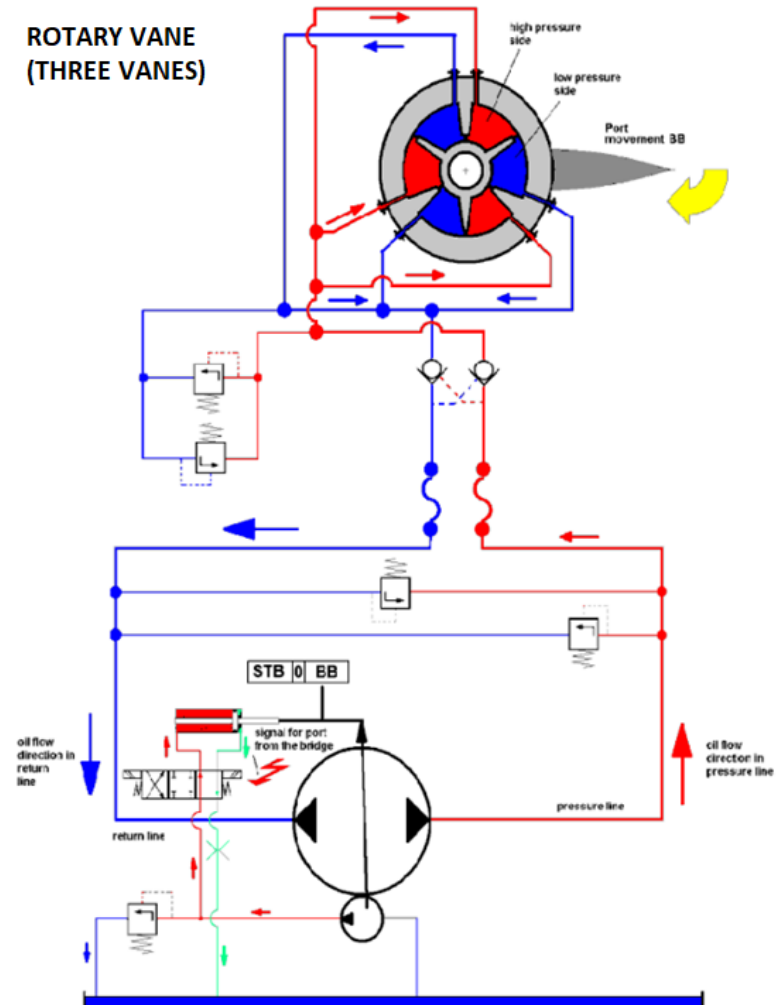 ROTARY VANE
(THREE VANES)
high pressure
side
low pressure
side
Port
movement BB
STB 0 BB
signal for port
from the bridge
oil flow
direction in
return
line
oil flow
direction in
pressure line
pressure line
return line